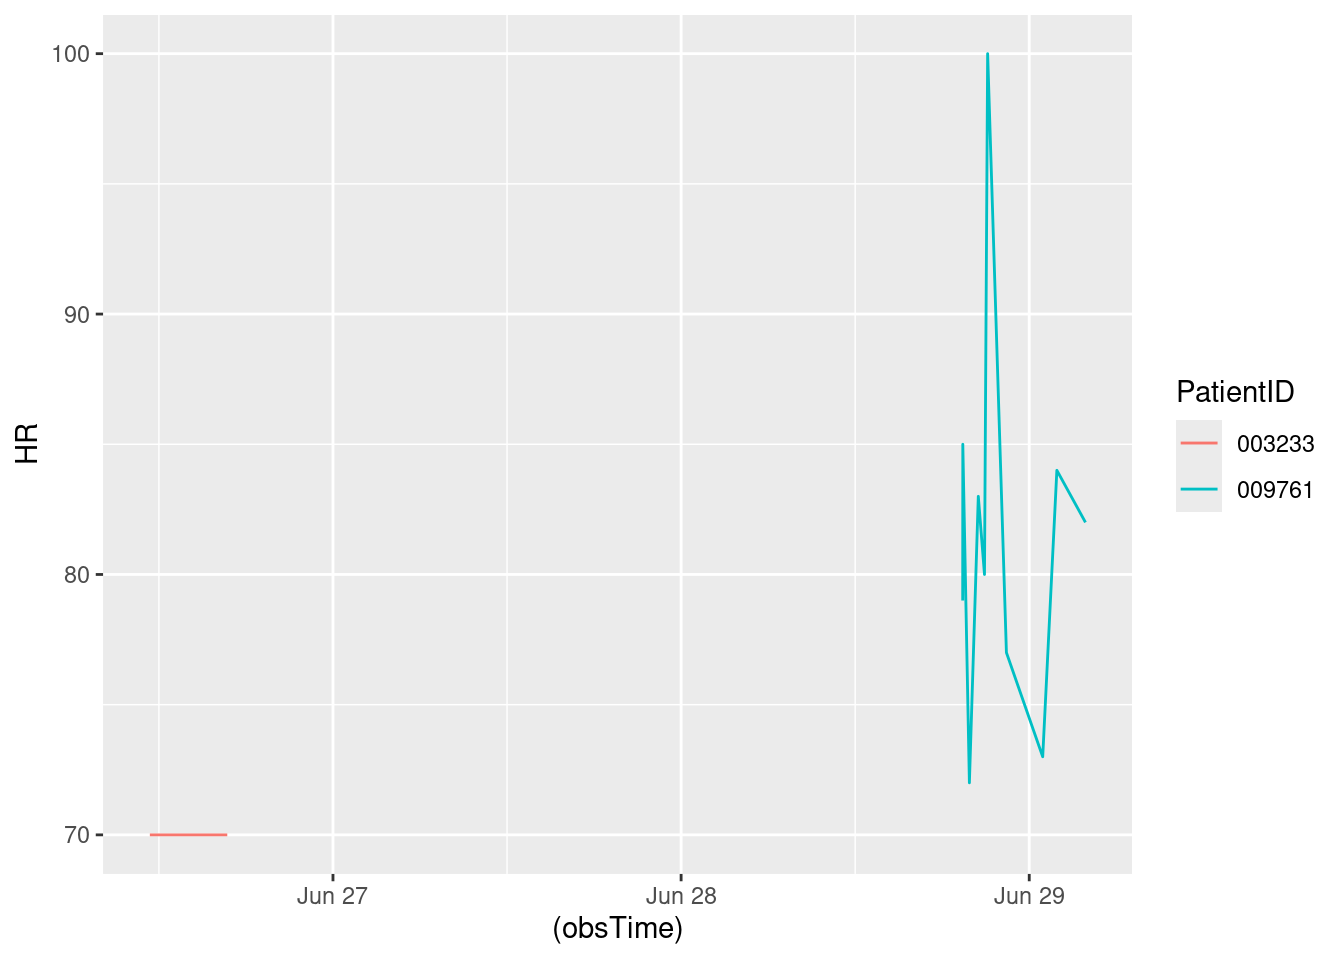 100
90
80
70
HR
Jun 27
Jun 28
Jun 29
(obsTime)
PatientID
003233
009761